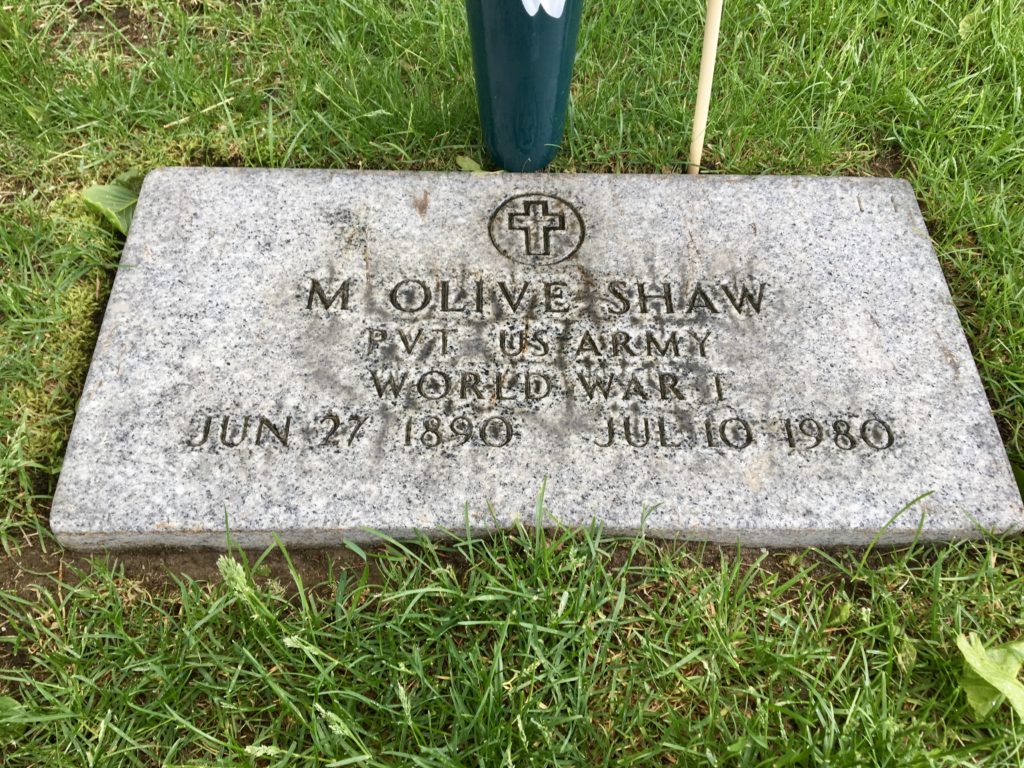 M OLIVE SHAW
PVT US ARMY
WORLD WAR I
JUN 27 1890 JUL 10 1980